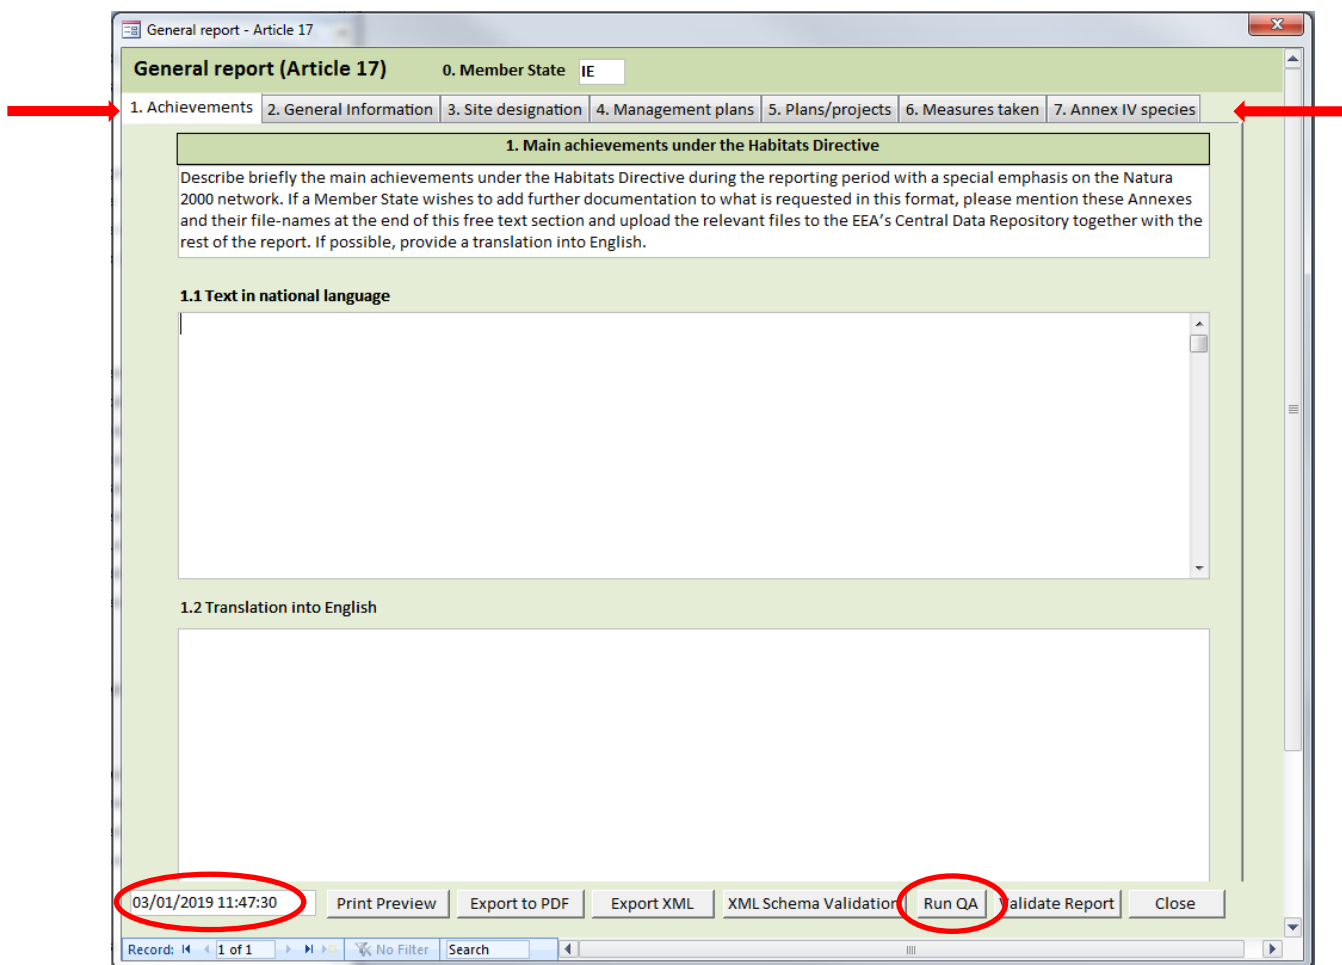 General report - Article 17
General report (Article 17) 0. Member State IE
1. Achievements 2. General Information 3. Site designation 4. Management plans 5. Plans/projects 6. Measures taken 7. Annex IV species
1. Main achievements under the Habitats Directive
Describe briefly the main achievements under the Habitats Directive during the reporting period with a special emphasis on the Natura
2000 network. If a Member State wishes to add further documentation to what is requested in this format, please mention these Annexes
and their file-names at the end of this free text section and upload the relevant files to the EEA's Central Data Repository together with the
rest of the report. If possible, provide a translation into English.
1.1 Text in national language
1.2 Translation into English
03/01/2019 11:47:30 Print Preview Export to PDF Export XML XML Schema Validation Run QA Validate Report Close
Record: 1 of 1 No Filter Search